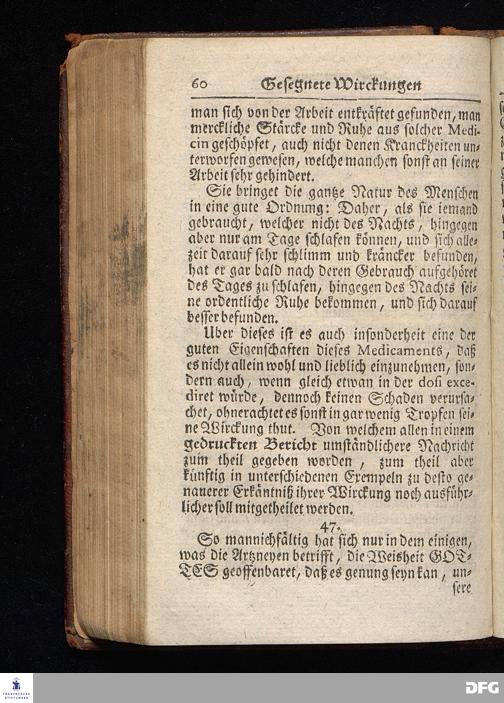 60 Gesegnete Wirckungen
man sich von der Arbeit entkräftet gefunden, man
merckliche Stärcke und Ruhe aus solcher Medi-
cin geschöpfet, auch nicht denen Kranckheiten un-
terworfen gewesen, welche manchen sonst an seiner
Arbeit sehr gehindert.
Sie bringet die gantze Natur des Menschen
in eine gute Ordnung: Daher, als sie iemand
gebraucht, welcher nicht des Nachts, hingegen
aber nur am Tage schlafen können, und sich alle-
zeit darauf sehr schlimm und kräncker befunden,
hat er gar bald nach deren Gebrauch aufgehöret
des Tages zu schlafen, hingegen des Nachts sei-
ne ordentliche Ruhe bekommen, und sich darauf
besser befunden.
Uber dieses ist es auch insonderheit eine der
guten Eigenschaften dieses Medicaments, daß
es nicht allein wohl und lieblich einzunehmen, son-
dern auch, wenn gleich etwan in der dosi exce-
diret würde, dennoch keinen Schaden verursa-
chet, ohnerachtet es sonst in gar wenig Tropfen sei-
ne Wirckung thut. Von welchem allen in einem
gedruckten Bericht umständlichere Nachricht
zum theil gegeben worden, zum theil aber
künftig in unterschiedenen Exempeln zu desto ge-
nauerer Erkäntniß ihrer Wirckung noch ausführ-
licher soll mitgetheilet werden.
47.
So mannichfältig hat sich nur in dem einigen,
was die Artzneyen betrifft, die Weisheit GOT-
TES geoffenbaret, daß es genung seyn kan, un-
sere
FRANCKESCHE
STIFTUNGEN
DFG